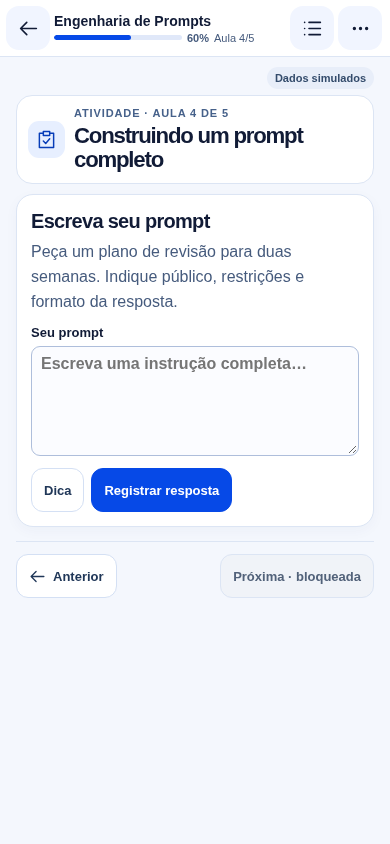 Engenharia de Prompts
60% Aula 4/5
Dados simulados
ATIVIDADE · AULA 4 DE 5
Construindo um prompt
completo
Escreva seu prompt
Peça um plano de revisão para duas
semanas. Indique público, restrições e
formato da resposta.
Seu prompt
Escreva uma instrução completa…
Dica
Registrar resposta
Anterior
Próxima · bloqueada